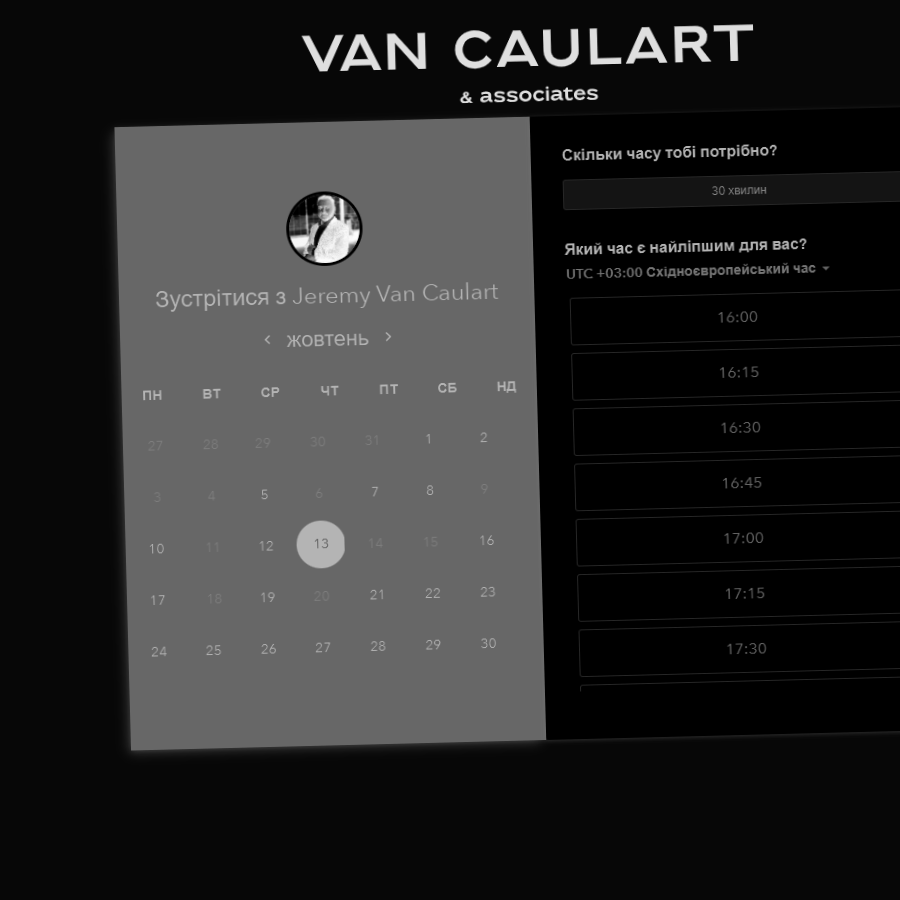 VAN CAULART
& associates
Зустрітися з Jeremy Van Caulart
жовтень
ПН ВТ СР ЧТ ПТ СБ НД
27 28 29 30 31 1 2
3 4 5 6 7 8 9
10 11 12 13 14 15 16
17 18 19 20 21 22 23
24 25 26 27 28 29 30
Скільки часу тобі потрібно?
30 хвилин
Який час є найліпшим для вас?
UTC +03:00 Східноєвропейський час
16:00
16:15
16:30
16:45
17:00
17:15
17:30